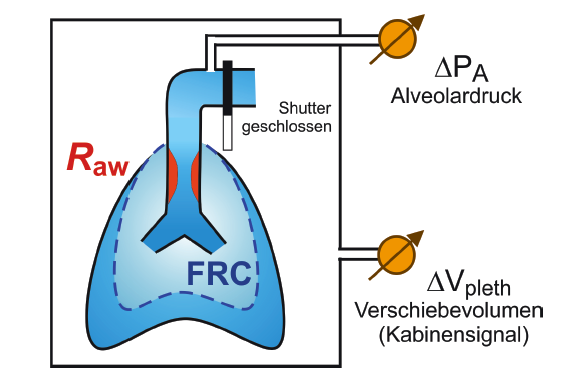 ΔPA
Alveolardruck
Shutter
geschlossen
Raw
FRC
ΔVpleth
Verschiebevolumen
(Kabinensignal)